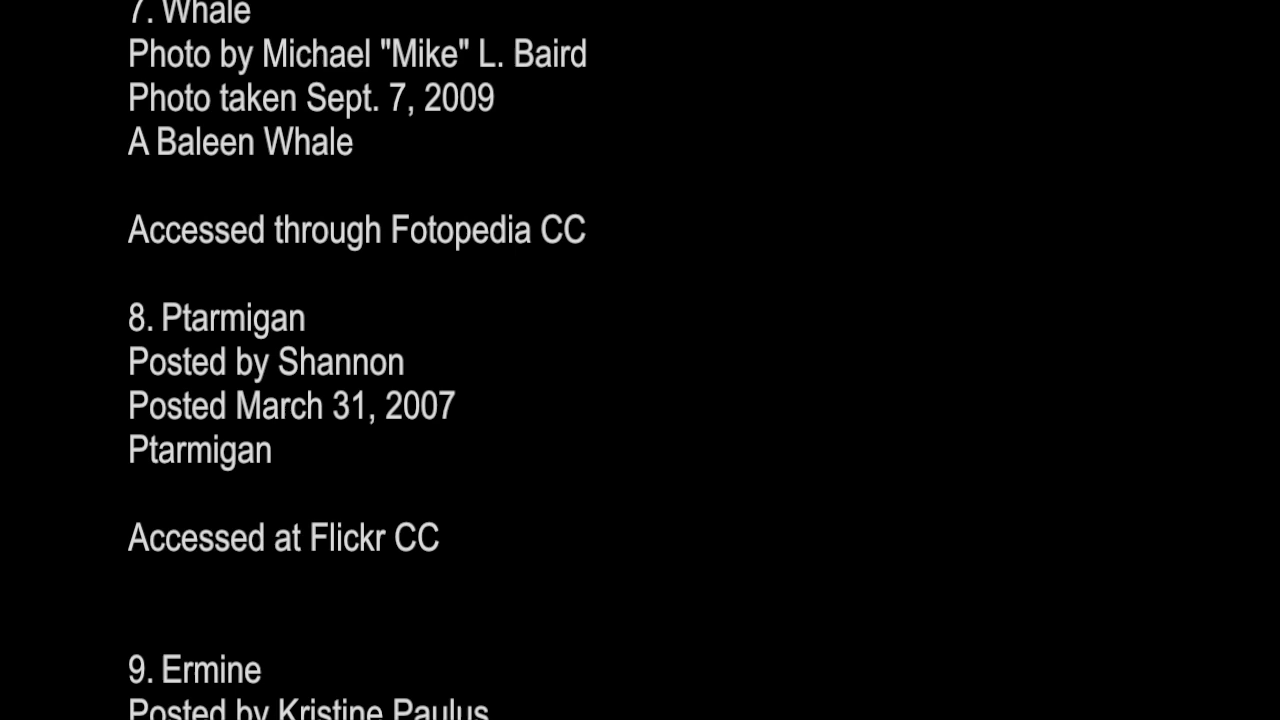 7. Whale
Photo by Michael "Mike" L. Baird
Photo taken Sept. 7, 2009
A Baleen Whale
Accessed through Fotopedia CC
8. Ptarmigan
Posted by Shannon
Posted March 31, 2007
Ptarmigan
Accessed at Flickr CC
9. Ermine
Posted by Kristine Paulus